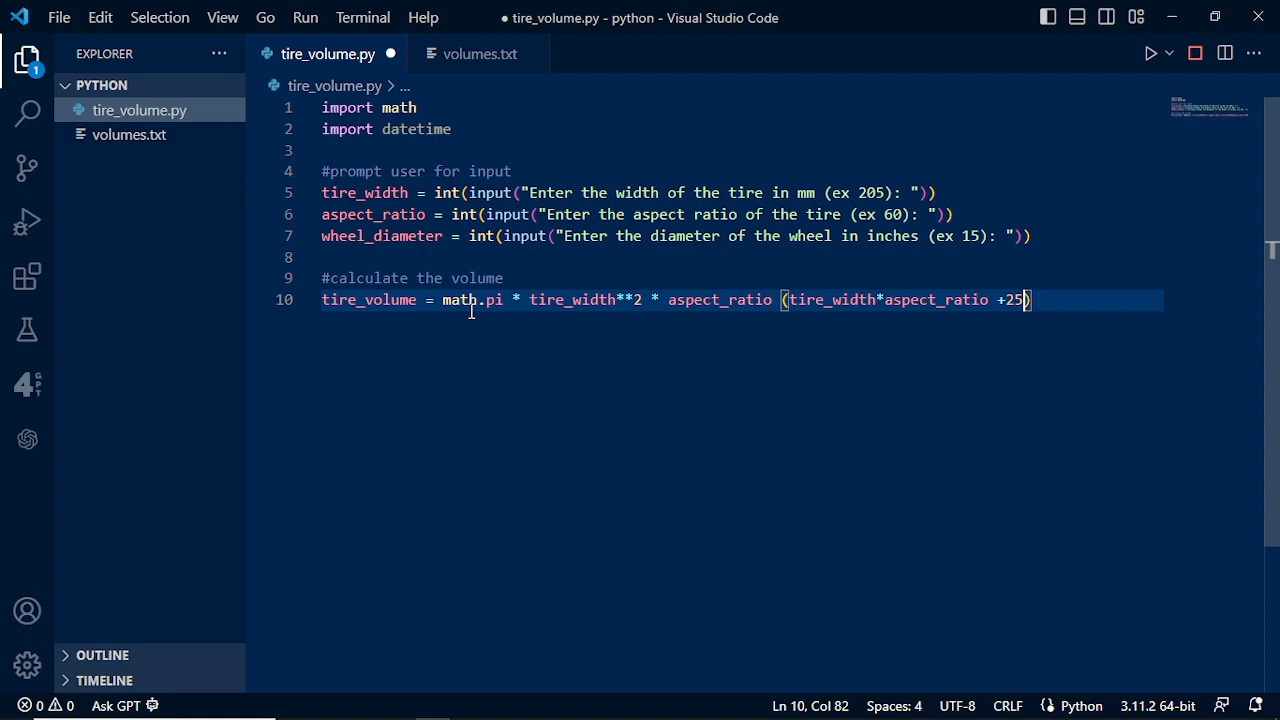 File Edit Selection View Go Run Terminal Help
● tire_volume.py - python - Visual Studio Code
EXPLORER ...
tire_volume.py ●
volumes.txt
1
PYTHON
tire_volume.py
volumes.txt
tire_volume.py > ...
1 import math
2 import datetime
3
4 #prompt user for input
5 tire_width = int(input("Enter the width of the tire in mm (ex 205): "))
6 aspect_ratio = int(input("Enter the aspect ratio of the tire (ex 60): "))
7 wheel_diameter = int(input("Enter the diameter of the wheel in inches (ex 15): "))
8
9 #calculate the volume
10 tire_volume = math.pi * tire_width**2 * aspect_ratio (tire_width*aspect_ratio +25)
4 GPT
OUTLINE
TIMELINE
0 0 Ask GPT
Ln 10, Col 82 Spaces: 4 UTF-8 CRLF Python 3.11.2 64-bit